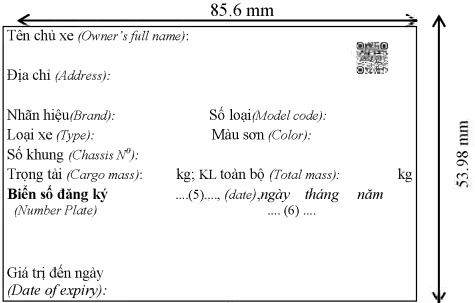 85.6 mm
Tên chủ xe (Owner's full name):
Địa chỉ (Address):
Nhãn hiệu(Brand): Số loại(Model code):
Loại xe (Type): Màu sơn (Color):
Số khung (Chassis Nº):
Trọng tải (Cargo mass): kg; KL toàn bộ (Total mass): kg
Biển số đăng ký ....(5)...., (date),ngày tháng năm
(Number Plate) .... (6) ....
Giá trị đến ngày
(Date of expiry):
53.98 mm